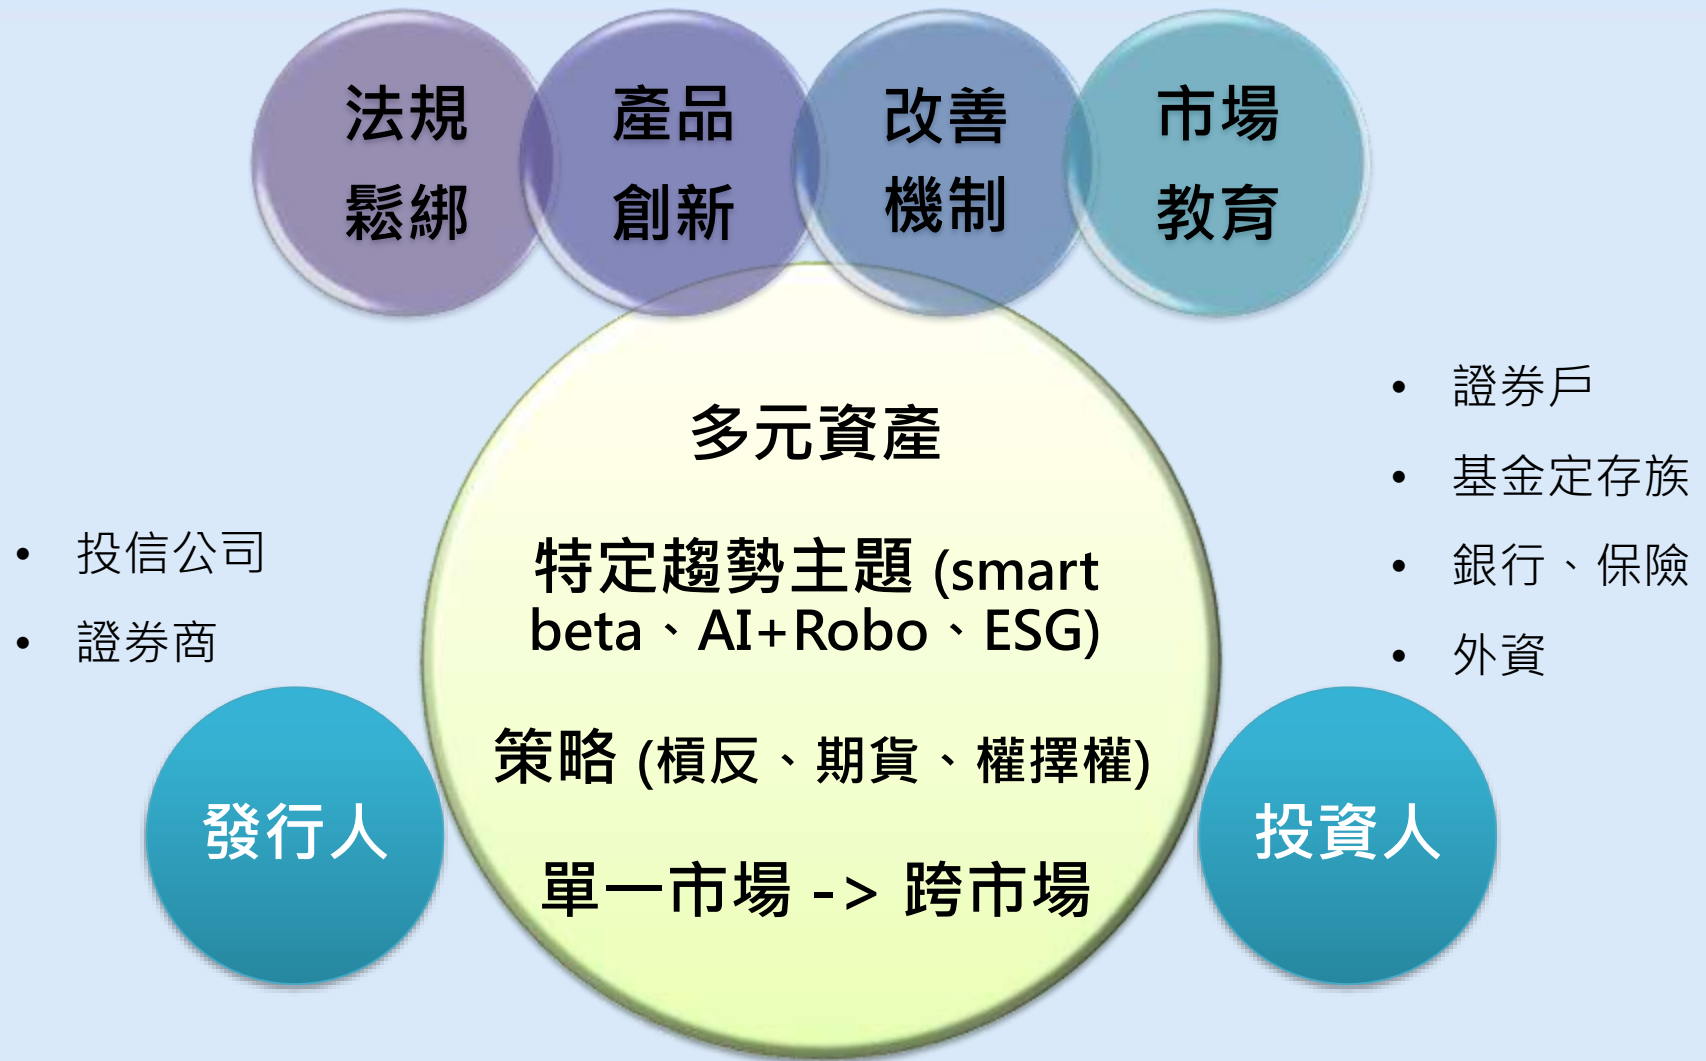 法規
鬆綁
產品
創新
改善
機制
市場
教育
多元資產
特定趨勢主題 (smart
beta、AI+Robo、ESG)
策略 (槓反、期貨、權擇權)
單一市場 -> 跨市場
• 投信公司
• 證券商
發行人
• 證券戶
• 基金定存族
• 銀行、保險
• 外資
投資人